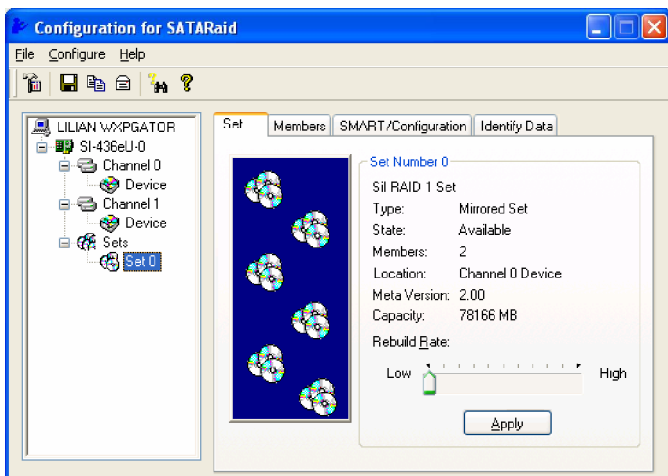 Configuration for SATARaid
File Configure Help
LILIAN WXPGATOR
SI-436eU-0
Channel 0
Device
Channel 1
Device
Sets
Set 0
Set Members SMART/Configuration Identify Data
Set Number 0
Sil RAID 1 Set
Type: Mirrored Set
State: Available
Members: 2
Location: Channel 0 Device
Meta Version: 2.00
Capacity: 78166 MB
Rebuild Rate:
Low High
Apply